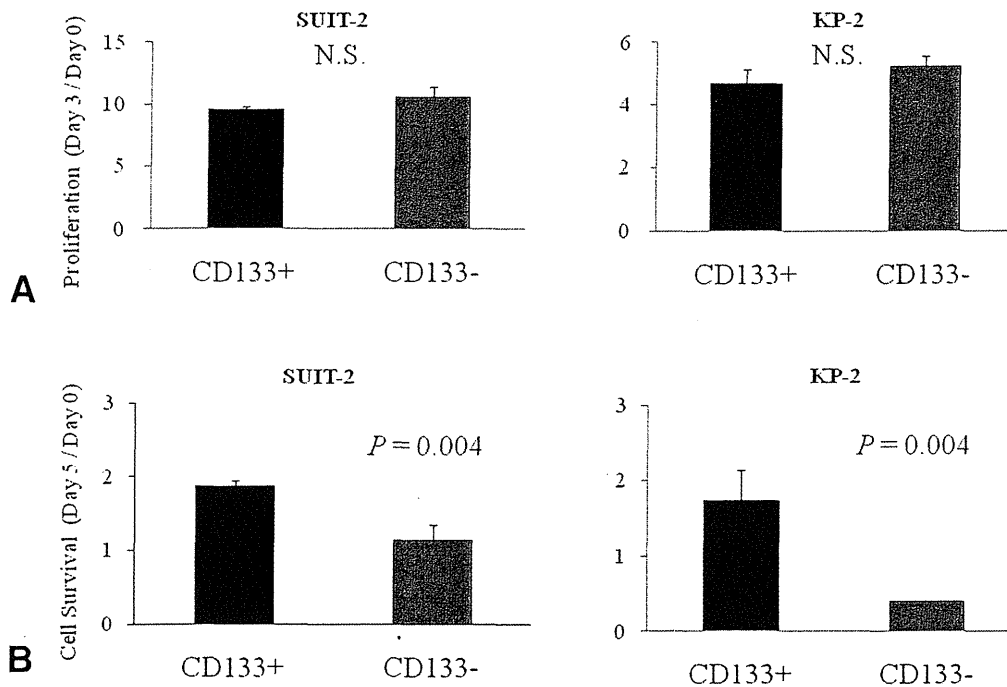 SUIT-2
N.S.
Proliferation (Day 3 / Day 0)
15
10
5
0
CD133+ CD133-
KP-2
N.S.
6
4
2
0
CD133+ CD133-
A
SUIT-2
P = 0.004
Cell Survival (Day 5 / Day 0)
3
2
1
0
CD133+ CD133-
KP-2
P = 0.004
3
2
1
0
CD133+ CD133-
B